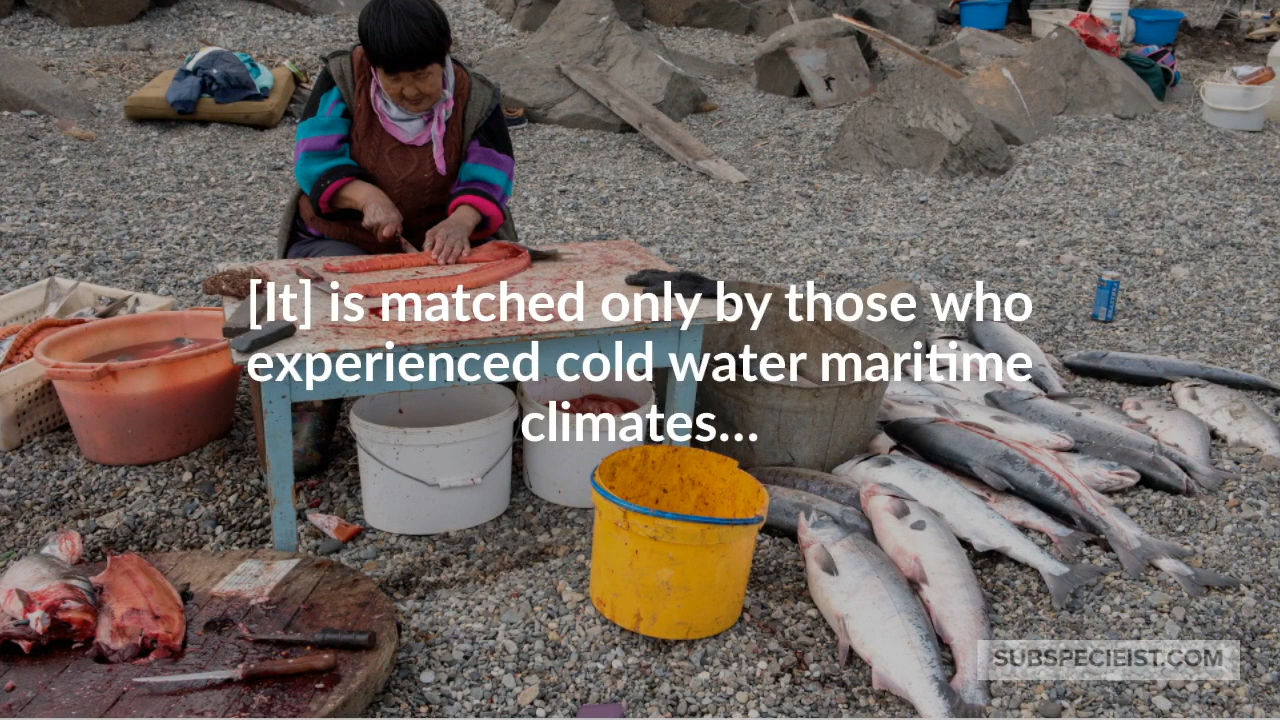 [It] is matched only by those who
experienced cold water maritime
climates...
SUBSPECIEIST.COM